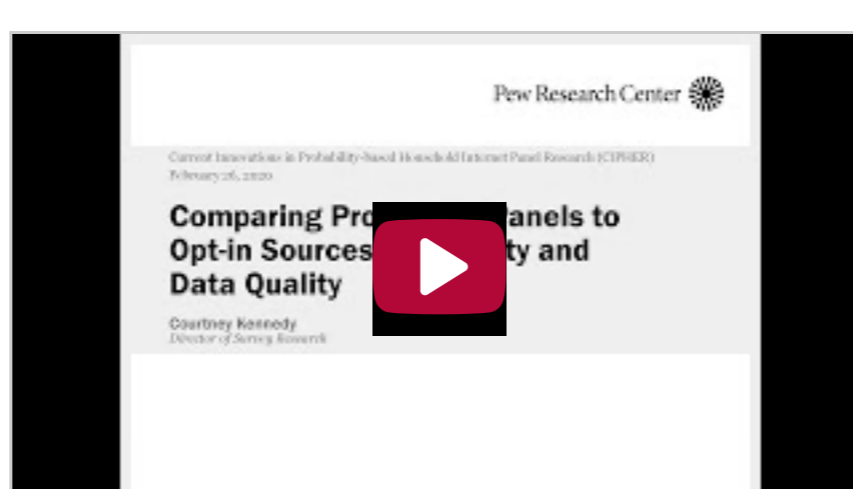 Pew Research Center
Current Innovations in Probability-based Household Internet Panel Research (CIPHER)
February 26, 2020
Comparing Pro anels to
Opt-in Sources ty and
Data Quality
Courtney Kennedy
Director of Survey Research